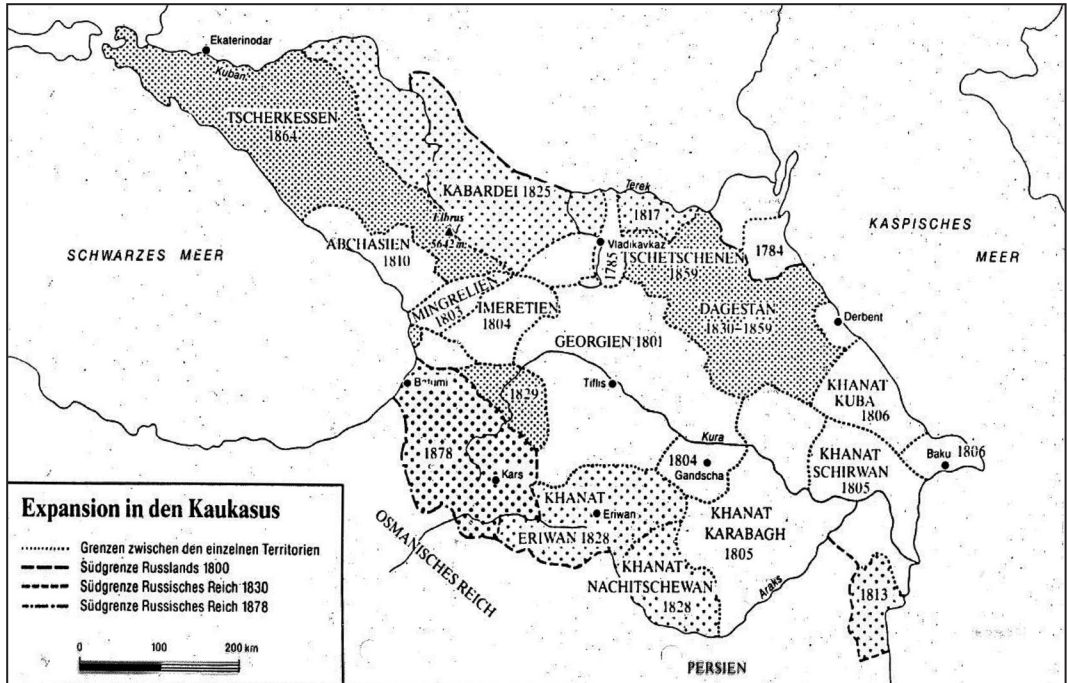 Ekaterinodar
Kuban
TSCHERKESSEN
1864
KABARDEI 1825
Terek
1817
KASPISCHES
MEER
Elbrus
5642 m
Vladikavkaz
1785
TSCHETSCHENEN
1859
1784
SCHWARZES MEER
ABCHASIEN
1810
MINGRELIEN
1803
IMERETIEN
1804
DAGESTAN
1830–1859
Derbent
GEORGIEN 1801
Batumi
1829
Tiflis
KHANAT
KUBA
1806
Kura
1878
Kars
1804
Gandscha
KHANAT
SCHIRWAN
1805
Baku
1806
KHANAT
Eriwan
ERIWAN 1828
KHANAT
KARABAGH
1805
OSMANISCHES REICH
KHANAT
NACHITSCHEWAN
1828
Araks
1813
PERSIEN
Expansion in den Kaukasus
Grenzen zwischen den einzelnen Territorien
Südgrenze Russlands 1800
Südgrenze Russisches Reich 1830
Südgrenze Russisches Reich 1878
0 100 200 km